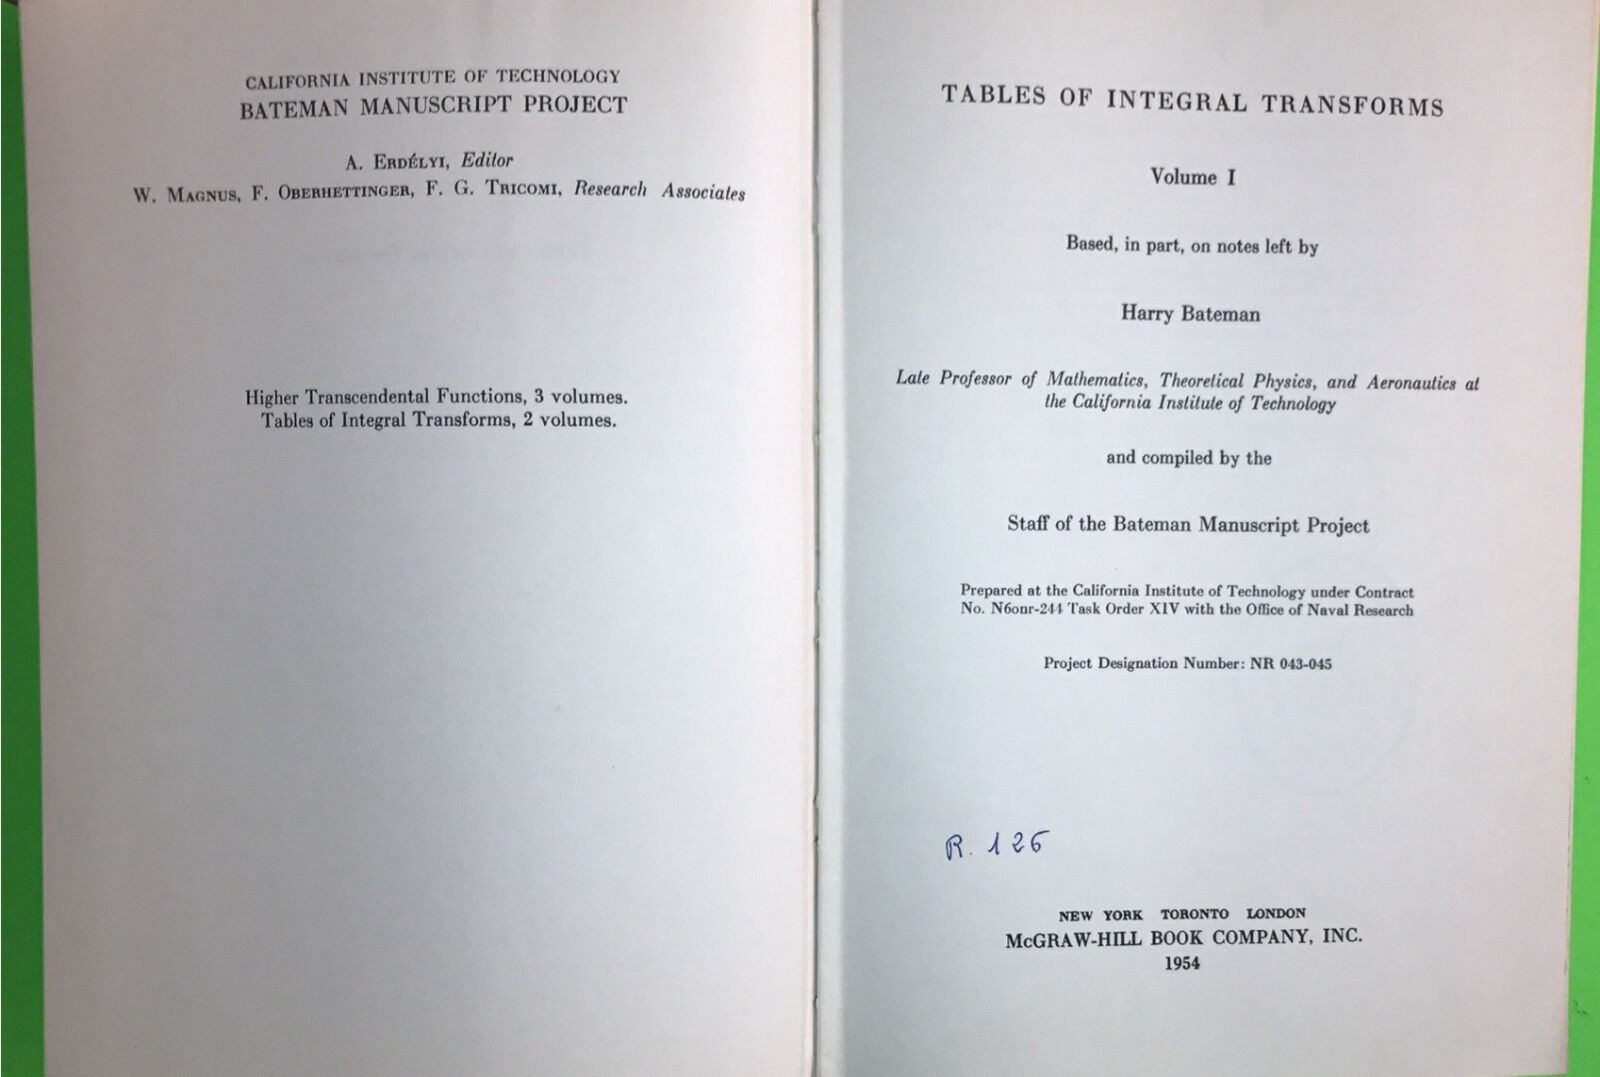 CALIFORNIA INSTITUTE OF TECHNOLOGY
BATEMAN MANUSCRIPT PROJECT
A. ERDÉLYI, Editor
W. MAGNUS, F. OBERHETTINGER, F. G. TRICOMI, Research Associates
Higher Transcendental Functions, 3 volumes.
Tables of Integral Transforms, 2 volumes.
TABLES OF INTEGRAL TRANSFORMS
Volume I
Based, in part, on notes left by
Harry Bateman
Late Professor of Mathematics, Theoretical Physics, and Aeronautics at
the California Institute of Technology
and compiled by the
Staff of the Bateman Manuscript Project
Prepared at the California Institute of Technology under Contract
No. N6onr-244 Task Order XIV with the Office of Naval Research
Project Designation Number: NR 043-045
R. 126
NEW YORK TORONTO LONDON
McGRAW-HILL BOOK COMPANY, INC.
1954